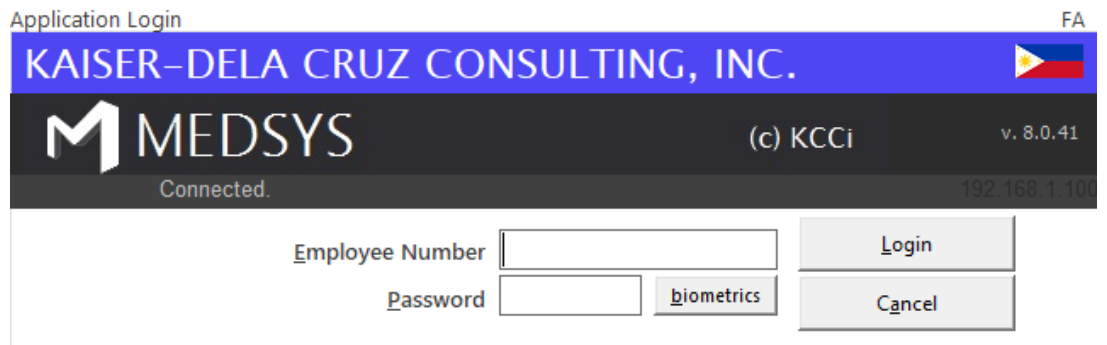 Application Login FA
KAISER-DELA CRUZ CONSULTING, INC.
MEDSYS (c) KCCi v. 8.0.41
Connected. 192.168.1.100
Employee Number Login
Password biometrics Cancel